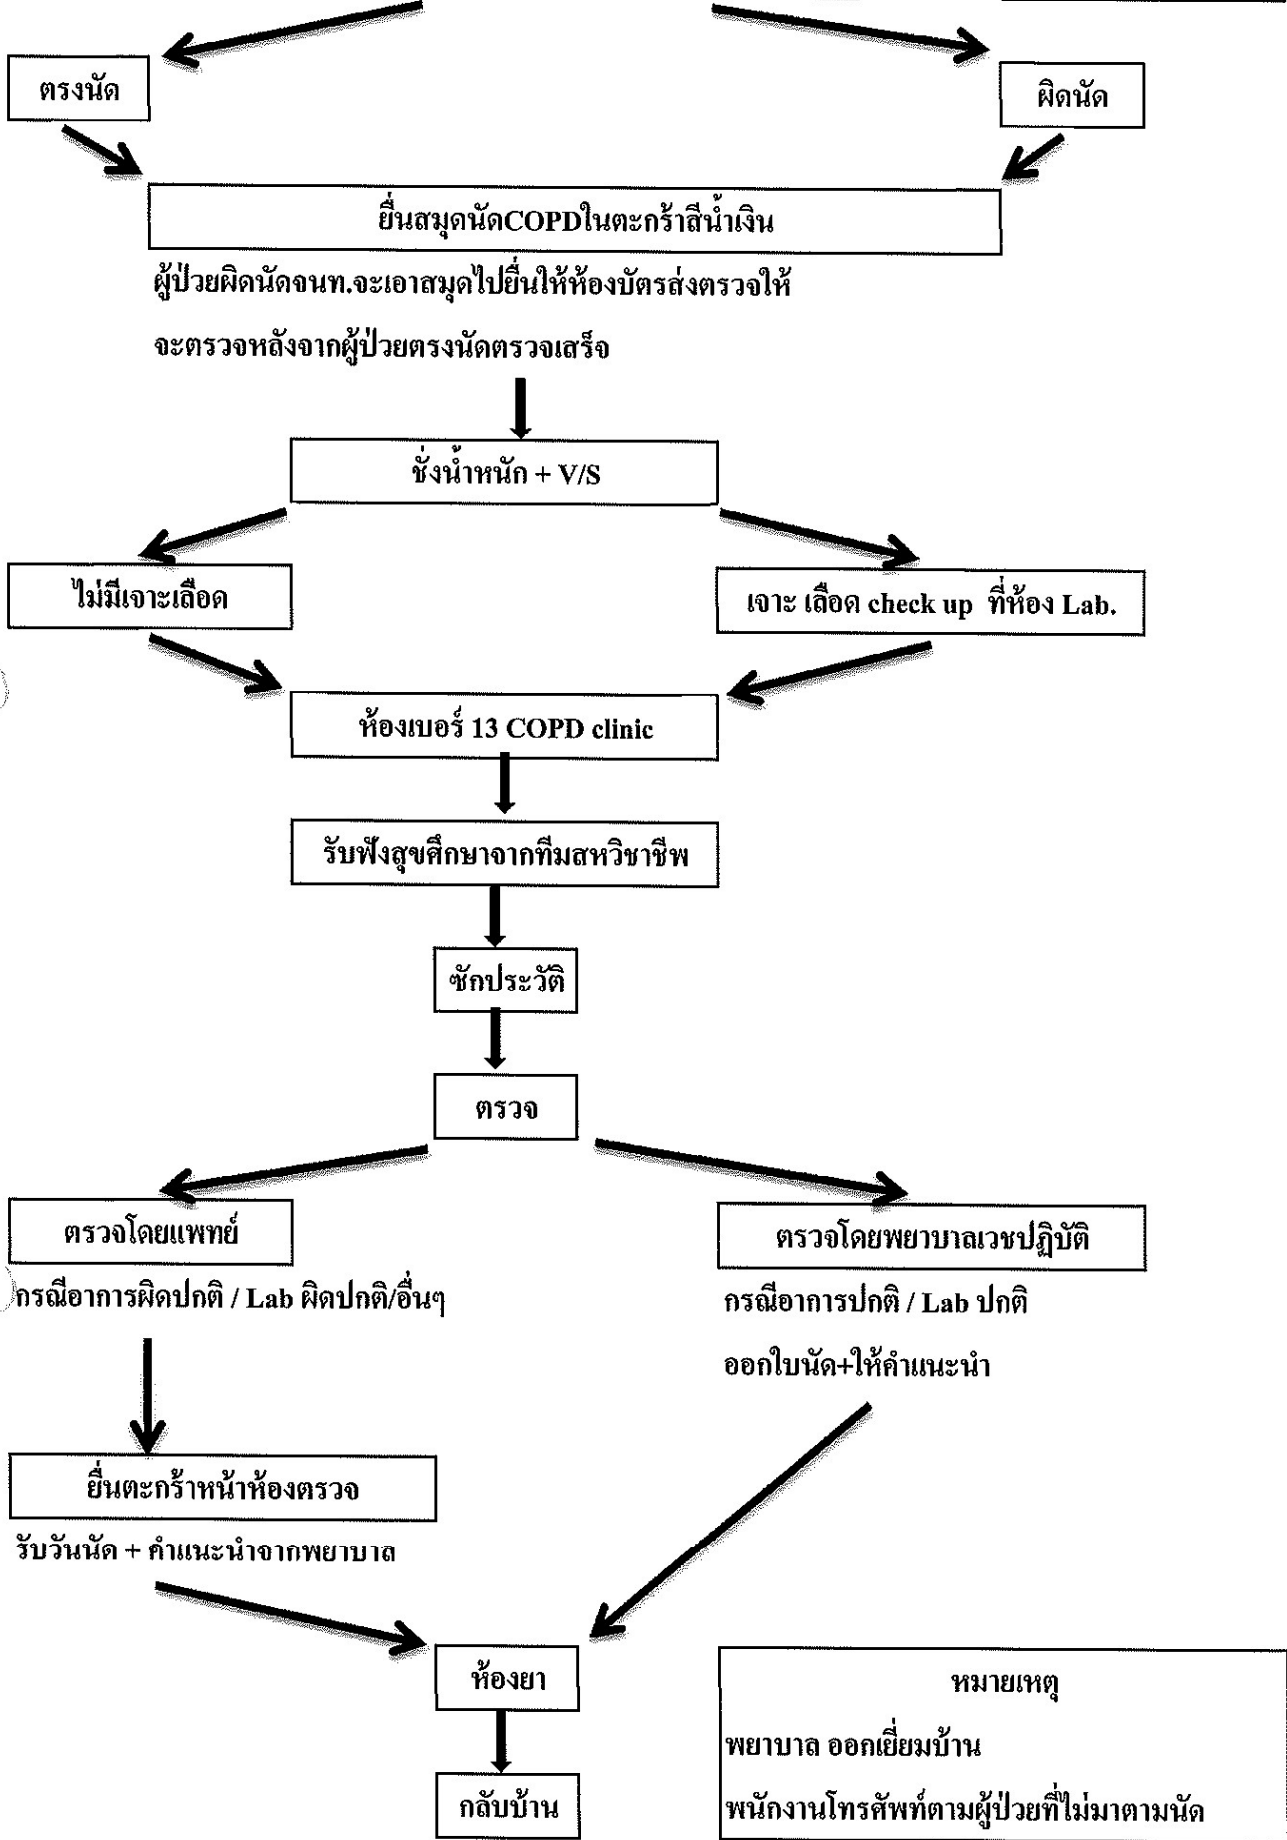 ตรงนัด
ผิดนัด
ยื่นสมุดนัดCOPDในตะกร้าสีน้ำเงิน
ผู้ป่วยผิดนัดจนท.จะเอาสมุดไปยื่นให้ห้องบัตรส่งตรวจให้
จะตรวจหลังจากผู้ป่วยตรงนัดตรวจเสร็จ
ชั่งน้ำหนัก + V/S
ไม่มีเจาะเลือด
เจาะ เลือด check up ที่ห้อง Lab.
ห้องเบอร์ 13 COPD clinic
รับฟังสุขศึกษาจากทีมสหวิชาชีพ
ซักประวัติ
ตรวจ
ตรวจโดยแพทย์
ตรวจโดยพยาบาลเวชปฏิบัติ
กรณีอาการผิดปกติ / Lab ผิดปกติ/อื่นๆ
กรณีอาการปกติ / Lab ปกติ
ออกใบนัด+ให้คำแนะนำ
ยื่นตะกร้าหน้าห้องตรวจ
รับวันนัด + คำแนะนำจากพยาบาล
ห้องยา
กลับบ้าน
หมายเหตุ
พยาบาล ออกเยี่ยมบ้าน
พนักงานโทรศัพท์ตามผู้ป่วยที่ไม่มาตามนัด